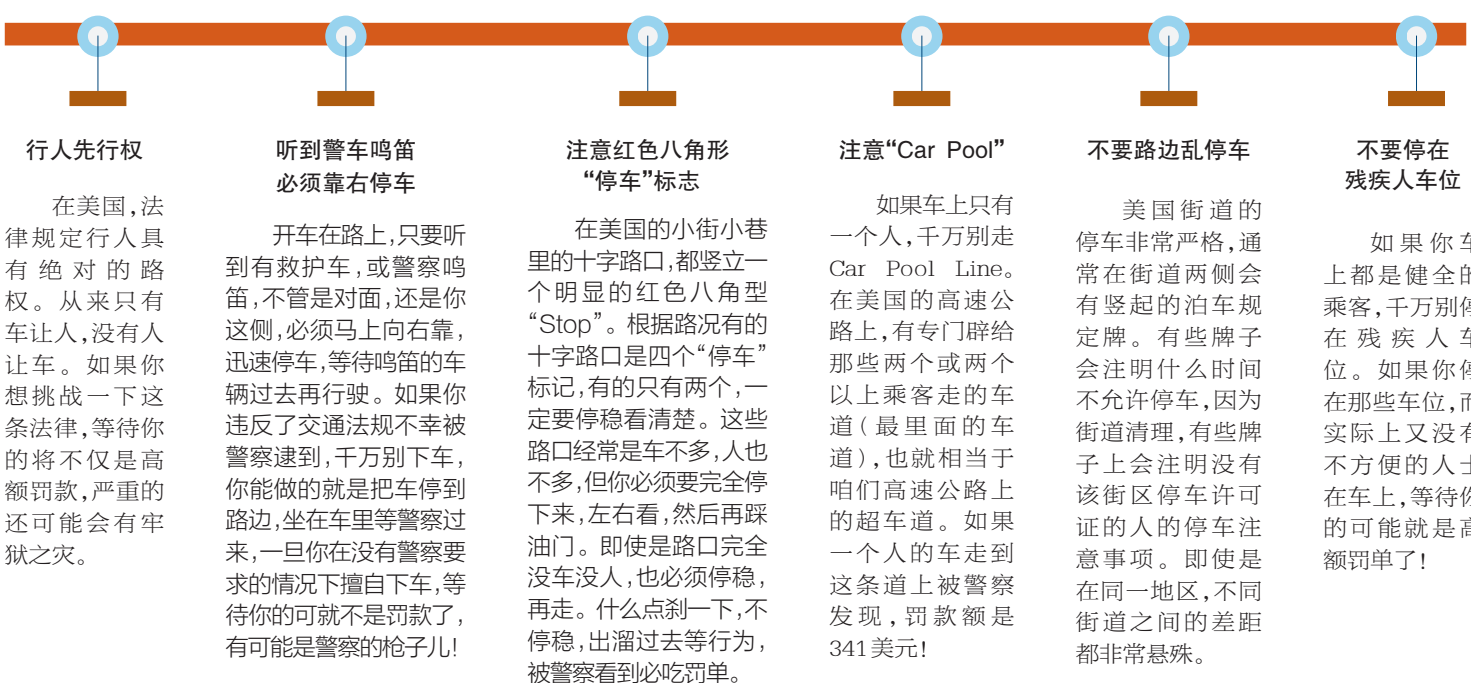 行人先行权
在美国,法
律规定行人具
有绝对的路
权。从来只有
车让人,没有人
让车。如果你
想挑战一下这
条法律,等待你
的将不仅是高
额罚款,严重的
还可能会有牢
狱之灾。
听到警车鸣笛
必须靠右停车
开车在路上,只要听
到有救护车,或警察鸣
笛,不管是对面,还是你
这侧,必须马上向右靠,
迅速停车,等待鸣笛的车
辆过去再行驶。如果你
违反了交通法规不幸被
警察逮到,千万别下车,
你能做的就是把车停到
路边,坐在车里等警察过
来,一旦你在没有警察要
求的情况下擅自下车,等
待你的可就不是罚款了,
有可能是警察的枪子儿!
注意红色八角形
“停车”标志
在美国的小街小巷
里的十字路口,都竖立一
个明显的红色八角型
“Stop”。根据路况有的
十字路口是四个“停车”
标记,有的只有两个,一
定要停稳看清楚。这些
路口经常是车不多,人也
不多,但你必须要完全停
下来,左右看,然后再踩
油门。即使是路口完全
没车没人,也必须停稳,
再走。什么点刹一下,不
停稳,出溜过去等行为,
被警察看到必吃罚单。
注意“Car Pool”
如果车上只有
一个人,千万别走
Car Pool Line。
在美国的高速公
路上,有专门辟给
那些两个或两个
以上乘客走的车
道(最里面的车
道),也就相当于
咱们高速公路上
的超车道。如果
一个人的车走到
这条道上被警察
发现,罚款额是
341美元!
不要路边乱停车
美国街道的
停车非常严格,通
常在街道两侧会
有竖起的泊车规
定牌。有些牌子
会注明什么时间
不允许停车,因为
街道清理,有些牌
子上会注明没有
该街区停车许可
证的人的停车注
意事项。即使是
在同一地区,不同
街道之间的差距
都非常悬殊。
不要停在
残疾人车位
如果你车
上都是健全的
乘客,千万别停
在残疾人车
位。如果你停
在那些车位,而
实际上又没有
不方便的人士
在车上,等待你
的可能就是高
额罚单了!